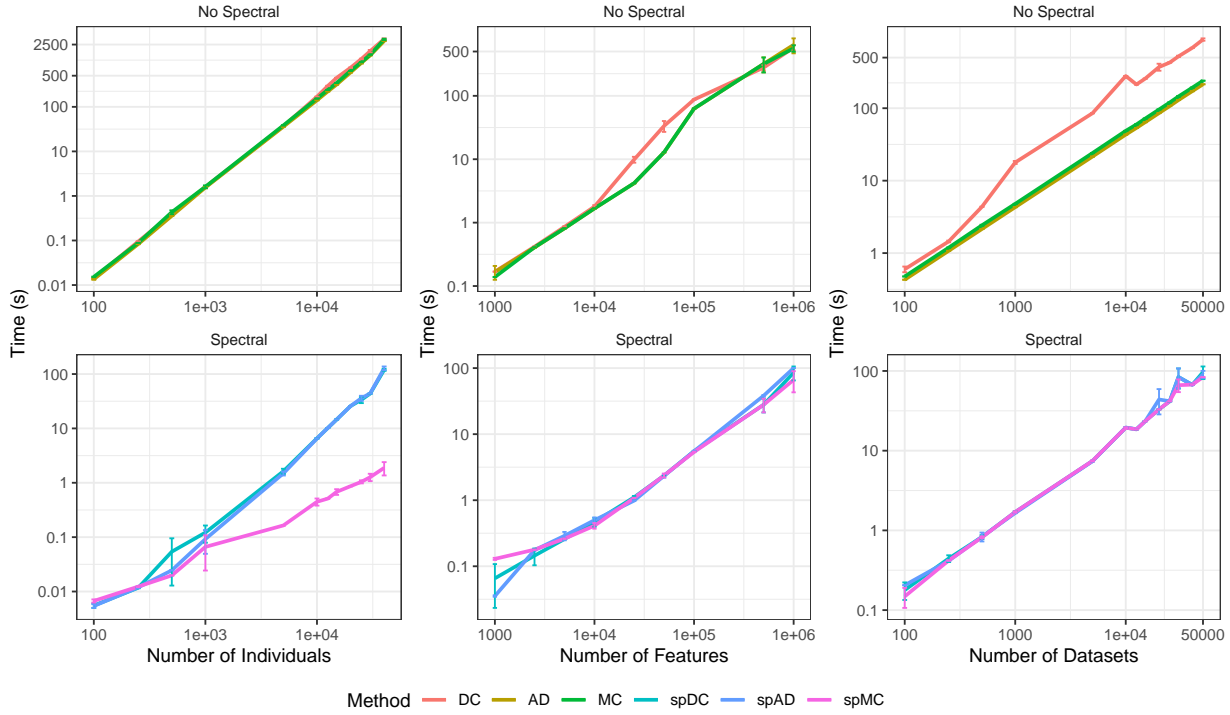 No Spectral
No Spectral
No Spectral
Time (s)
2500
500
100
10
1
0.1
0.01
100
1e+03
1e+04
Time (s)
500
100
10
1
0.1
1000
1e+04
1e+05
1e+06
Time (s)
500
100
10
1
100
1000
1e+04
50000
Spectral
Spectral
Spectral
100
10
1
0.1
0.01
100
1e+03
1e+04
100
10
1
0.1
1000
1e+04
1e+05
1e+06
100
10
1
0.1
100
1000
1e+04
50000
Number of Individuals
Number of Features
Number of Datasets
Method DC AD MC spDC spAD spMC